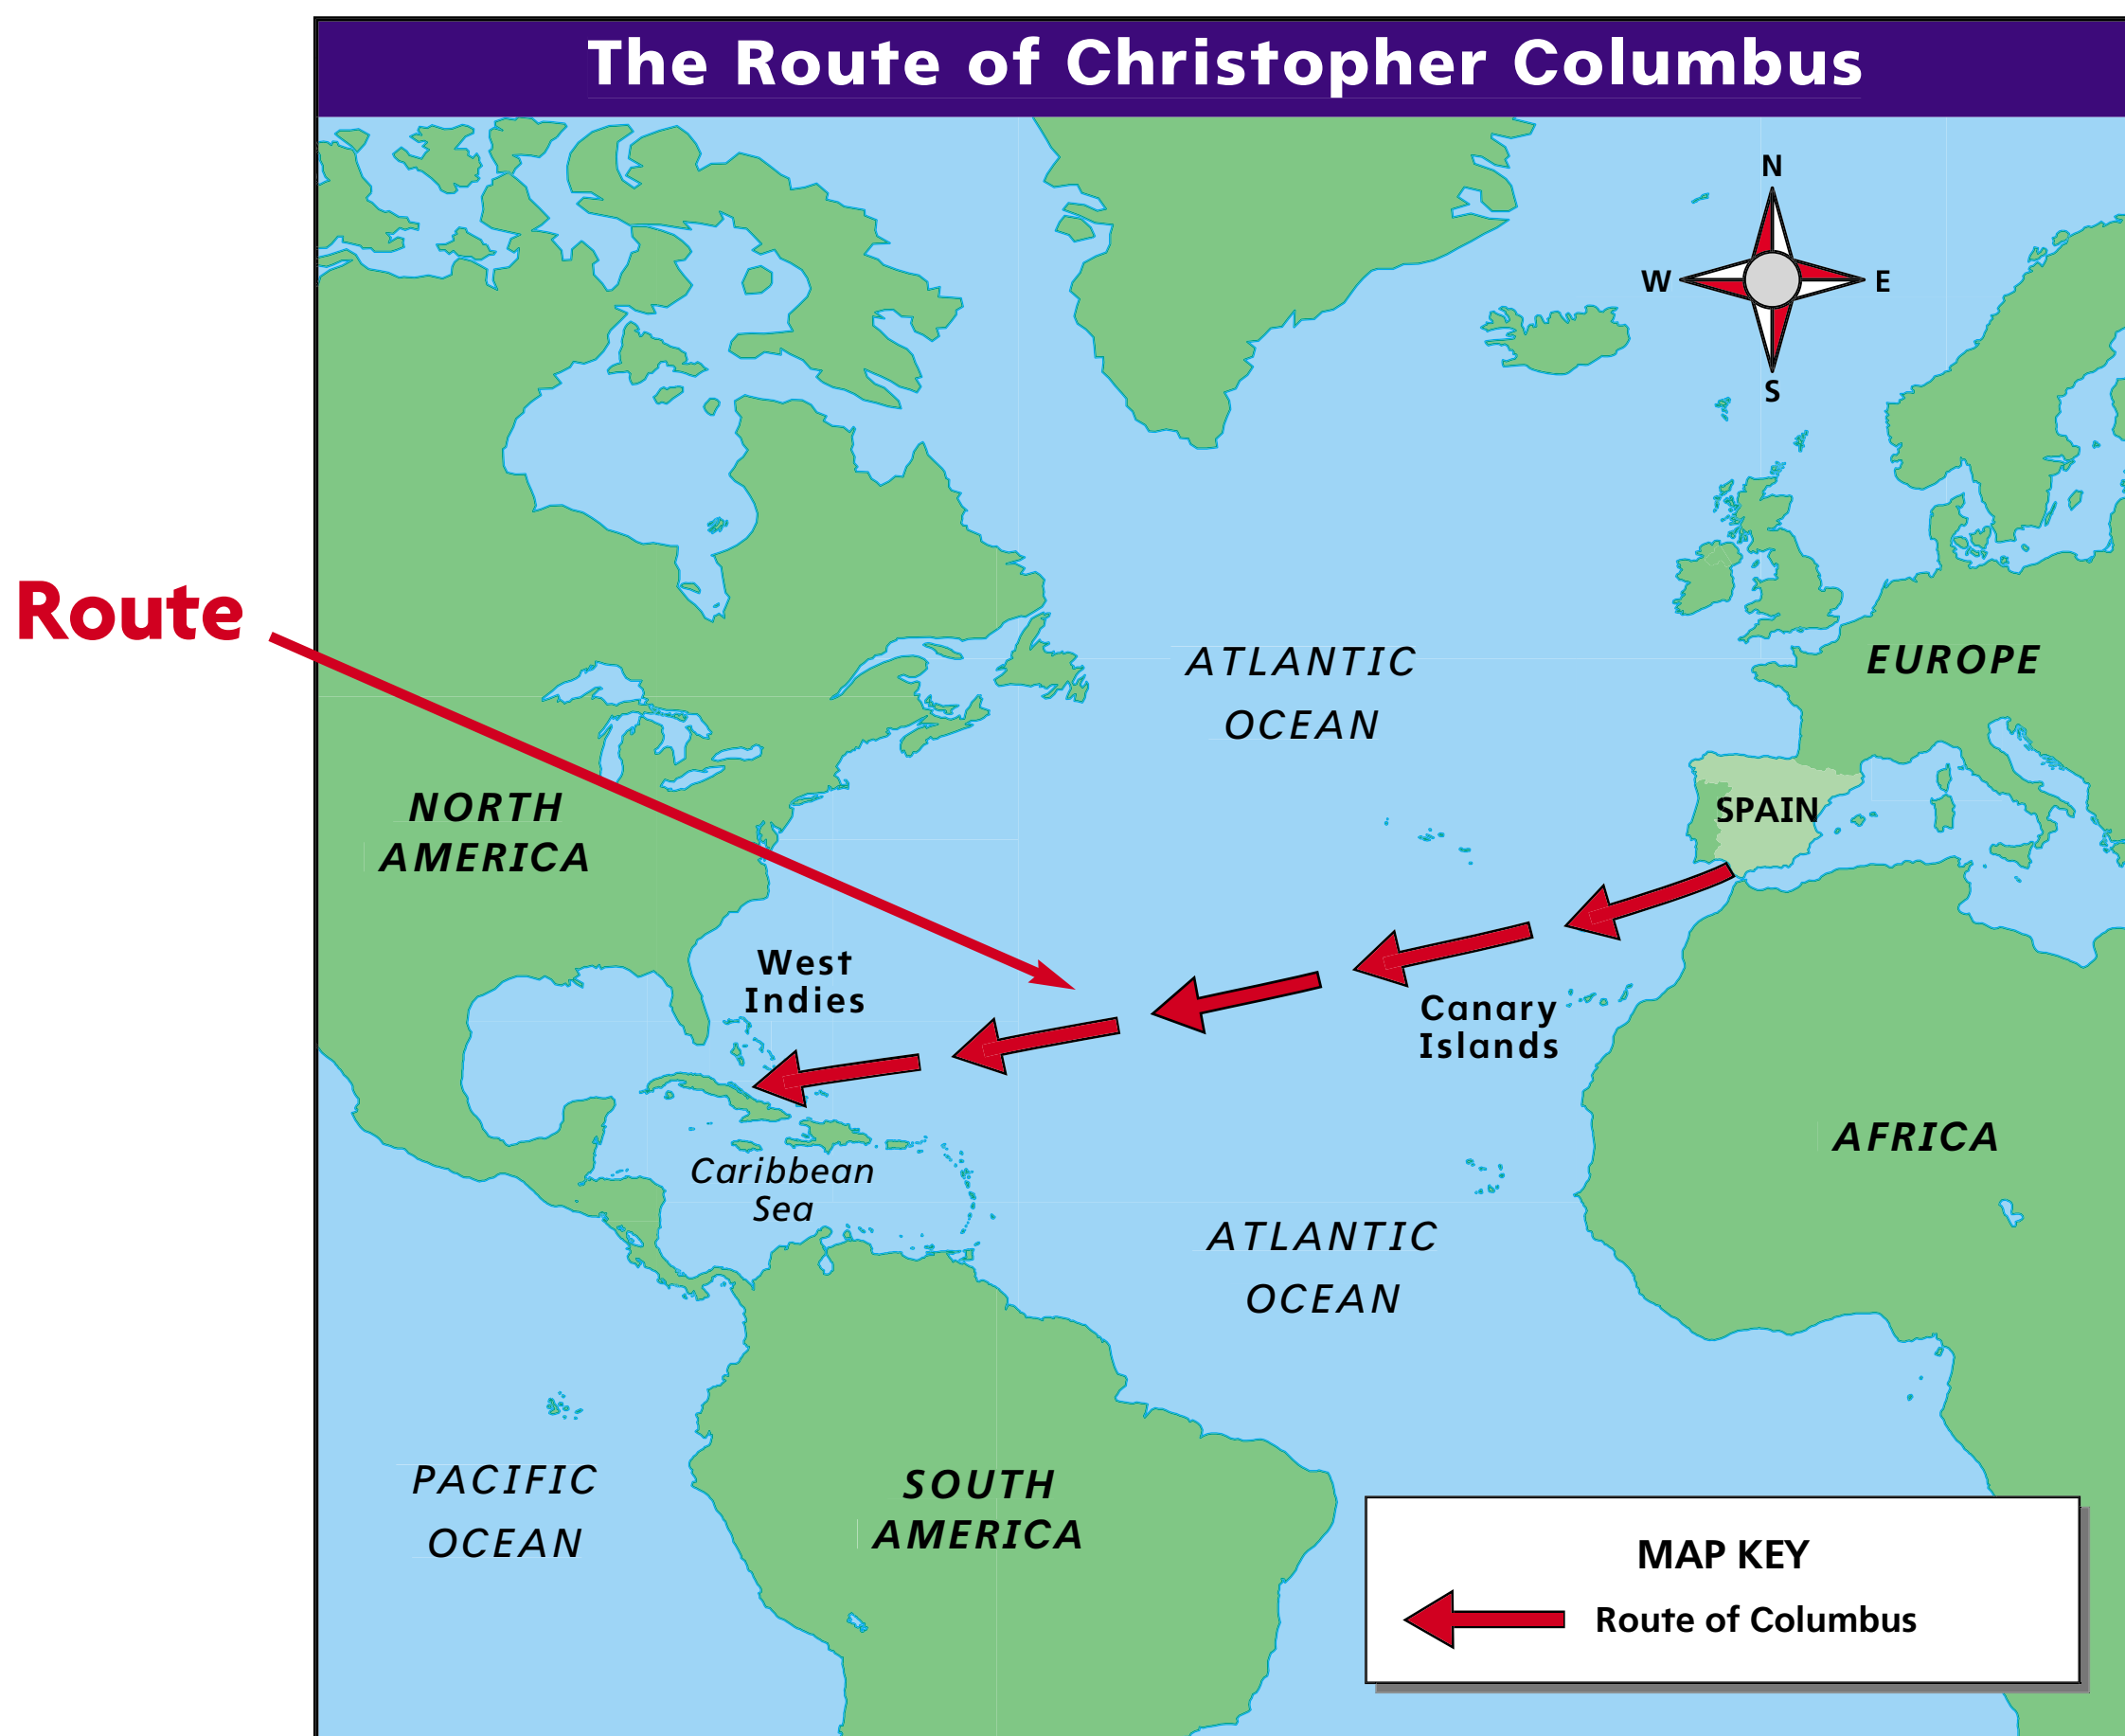 The Route of Christopher Columbus
N
W
E
S
Route
ATLANTIC
OCEAN
EUROPE
NORTH
AMERICA
SPAIN
West
Indies
Canary
Islands
AFRICA
Caribbean
Sea
ATLANTIC
OCEAN
PACIFIC
OCEAN
SOUTH
AMERICA
MAP KEY
Route of Columbus